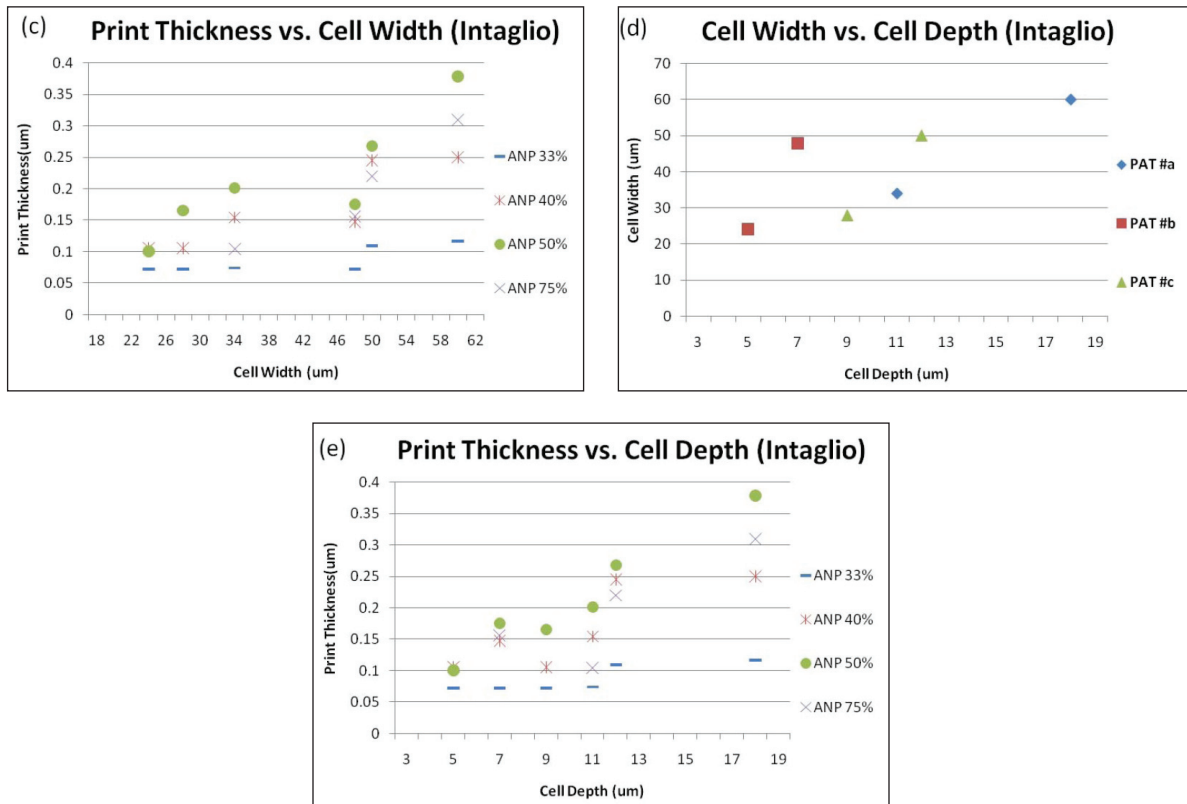 (c)
Print Thickness vs. Cell Width (Intaglio)
Print Thickness(um)
0.4
0.35
0.3
0.25
0.2
0.15
0.1
0.05
0
18 22 24 28 30 34 36 42 46 48 50 54 58 60 62
Cell Width (um)
ANP 33%
ANP 40%
ANP 50%
ANP 75%
(d)
Cell Width vs. Cell Depth (Intaglio)
Cell Width (um)
70
60
50
40
30
20
10
0
3 5 7 9 11 13 15 17 19
Cell Depth (um)
PAT #a
PAT #b
PAT #c
(e)
Print Thickness vs. Cell Depth (Intaglio)
Print Thickness(um)
0.4
0.35
0.3
0.25
0.2
0.15
0.1
0.05
0
3 5 7 9 11 13 15 17 19
Cell Depth (um)
ANP 33%
ANP 40%
ANP 50%
ANP 75%